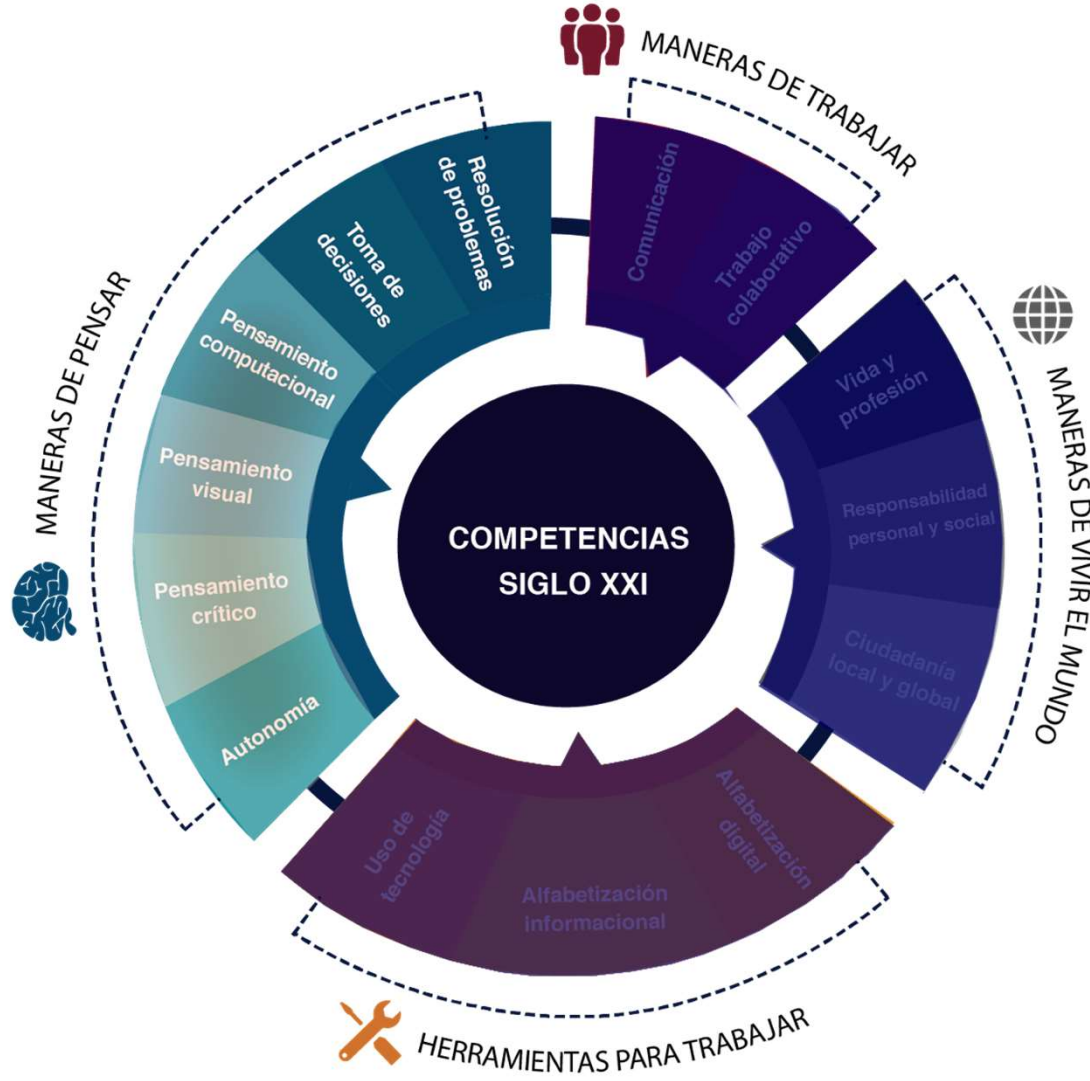 MANERAS DE TRABAJAR
Comunicación
Trabajo
colaborativo
MANERAS DE VIVIR EL MUNDO
Vida y
profesión
Responsabilidad
personal y social
Ciudadanía
local y global
HERRAMIENTAS PARA TRABAJAR
Alfabetización
digital
Alfabetización
informacional
Uso de
tecnología
MANERAS DE PENSAR
Autonomía
Pensamiento
crítico
Pensamiento
visual
Pensamiento
computacional
Toma de
decisiones
Resolución
de problemas
COMPETENCIAS
SIGLO XXI